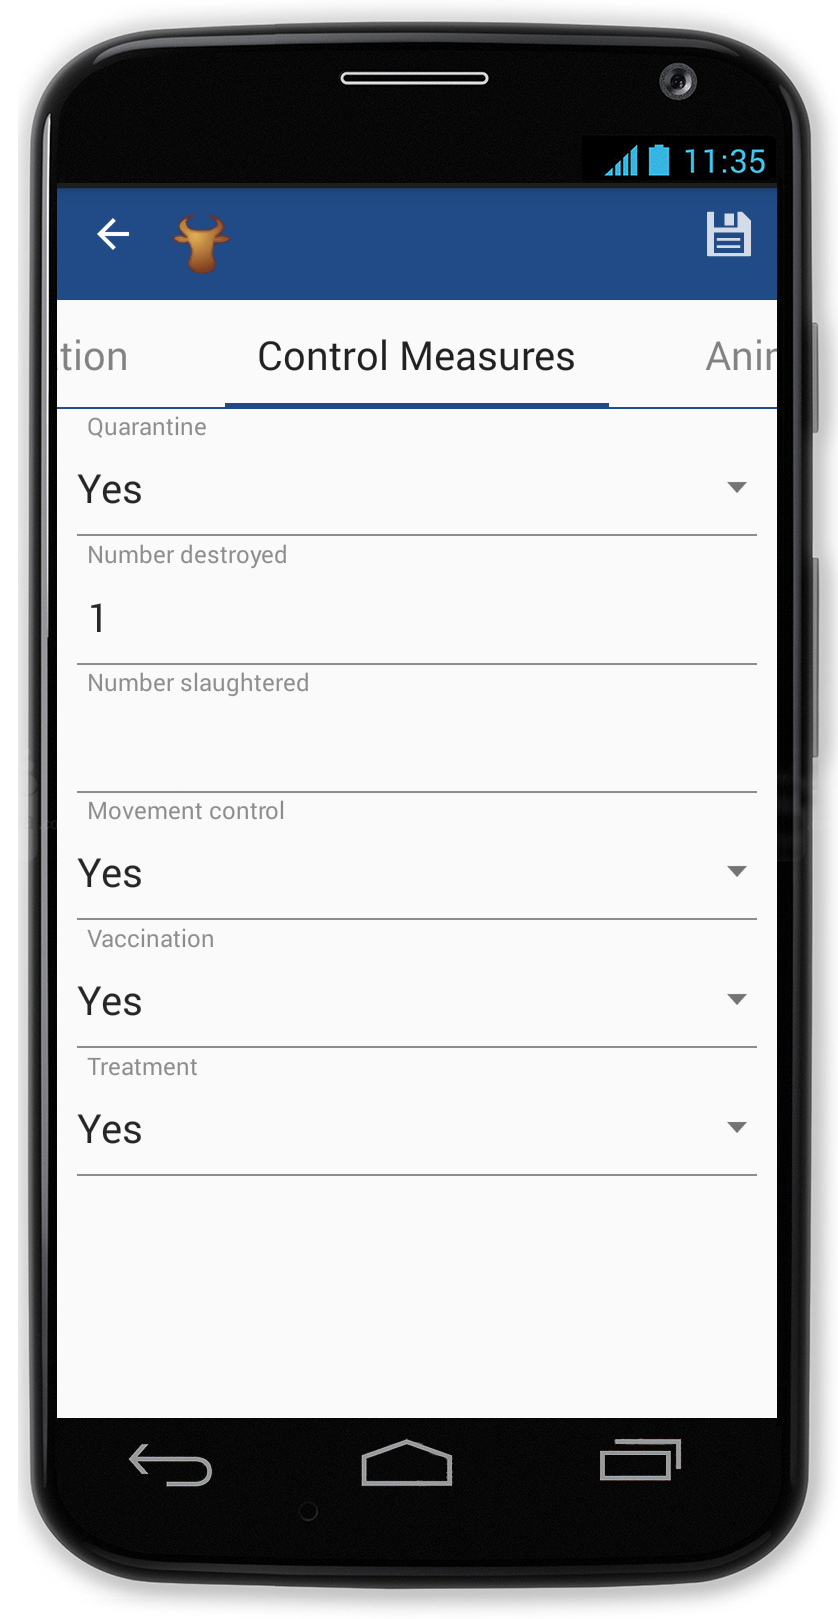 11:35
tion
Control Measures
Anir
Quarantine
Yes
Number destroyed
1
Number slaughtered
Movement control
Yes
Vaccination
Yes
Treatment
Yes